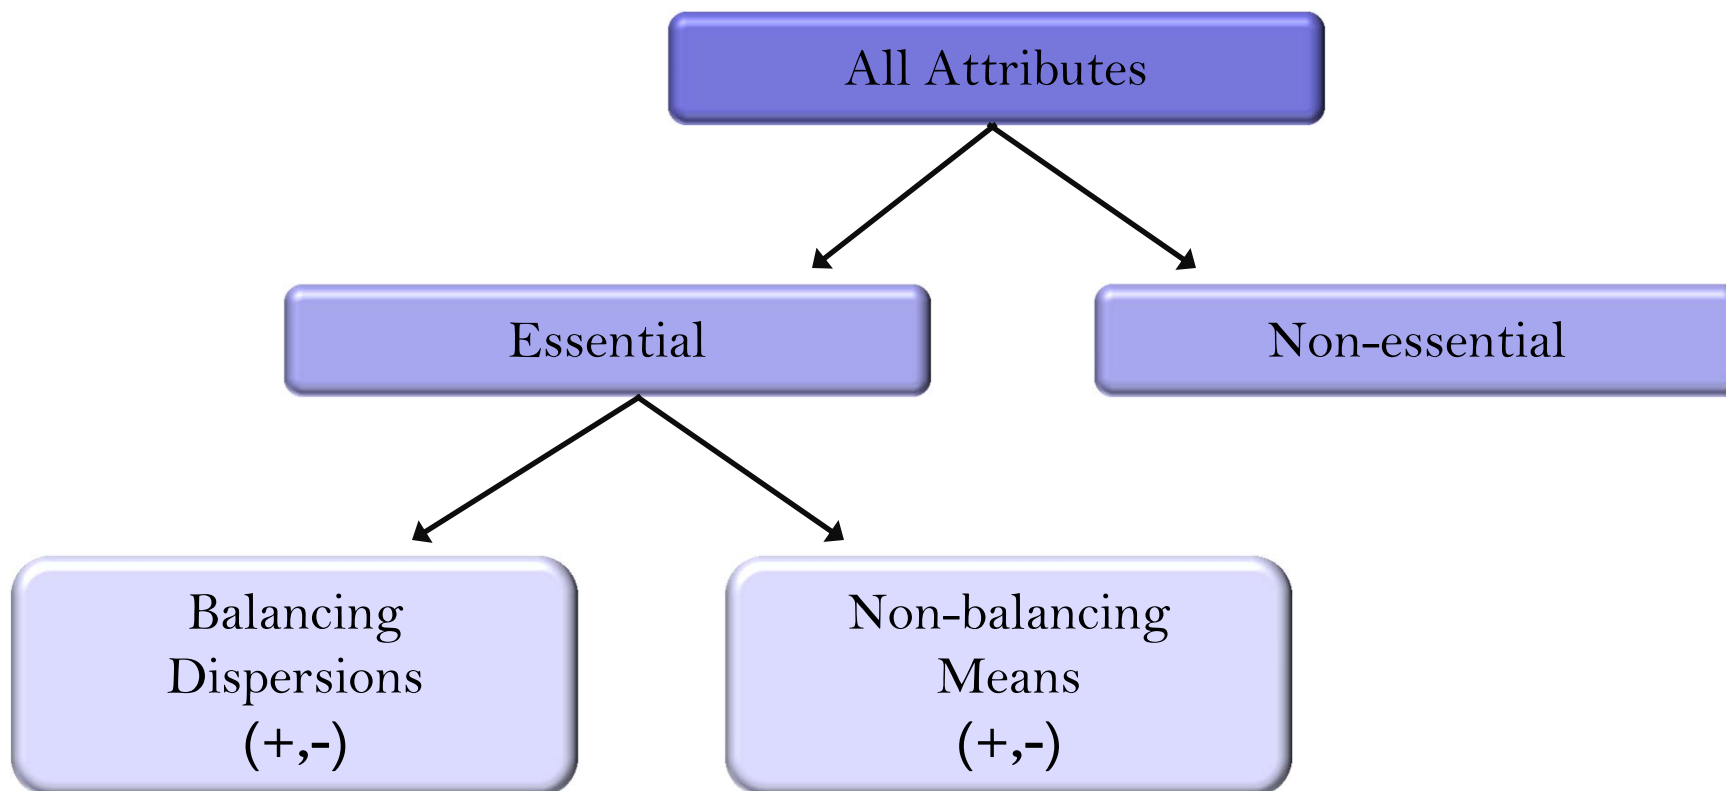 All Attributes
Essential
Non-essential
Balancing
Dispersions
(+,-)
Non-balancing
Means
(+,-)